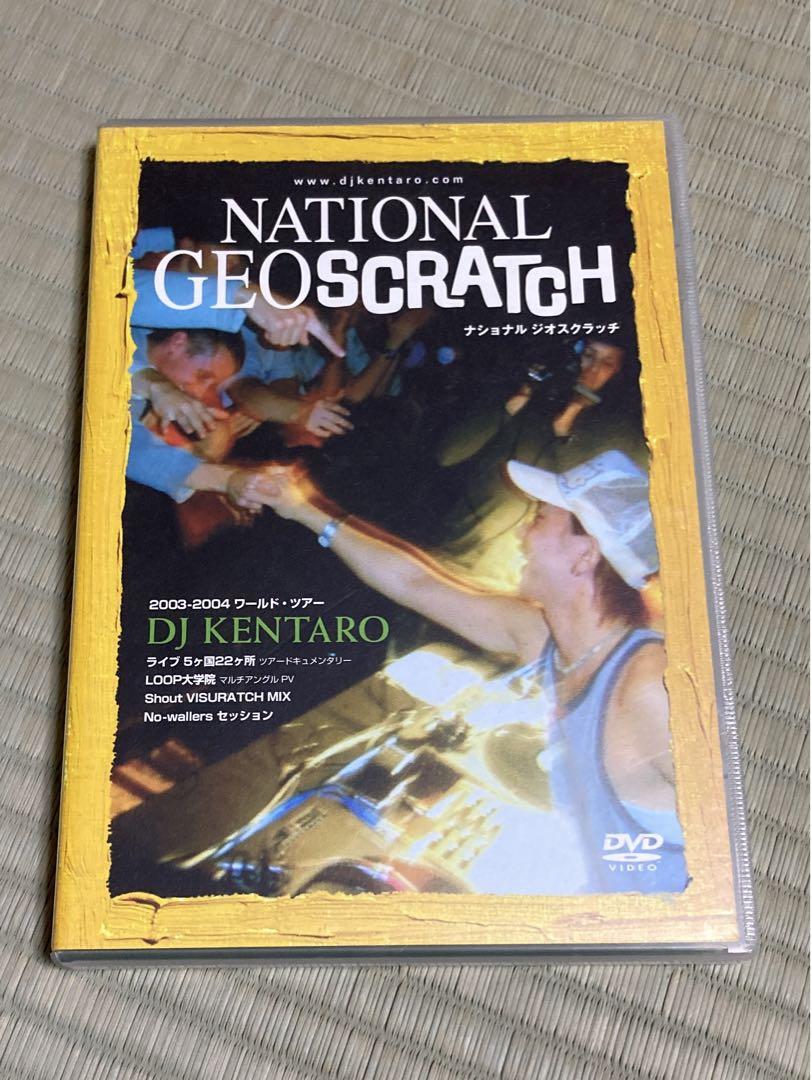 www.djkentaro.com
NATIONAL
GEOSCRATCH
ナショナル ジオスクラッチ
2003-2004 ワールド・ツアー
DJ KENTARO
ライブ 5ヶ国22ヶ所 ツアードキュメンタリー
LOOP大学院 マルチアングル PV
Shout VISURATCH MIX
No-wallers セッション
DVD
VIDEO